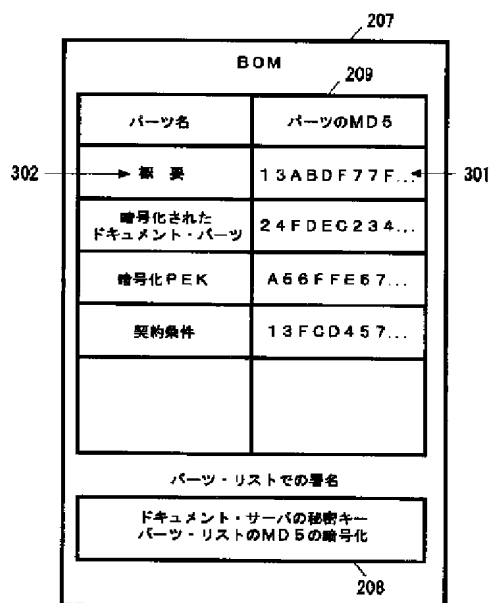 207
BOM
209
パーツ名 パーツのMD5
302 概要 13ABDF77F... 301
暗号化された
ドキュメント・パーツ 24FDEC234...
暗号化PEK A56FFE67...
契約条件 13FCD457...
パーツ・リストでの署名
ドキュメント・サーバの秘密キー
パーツ・リストのMD5の暗号化
208